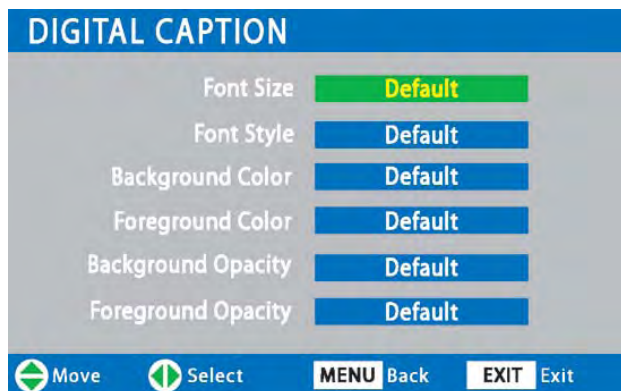 DIGITAL CAPTION
Font Size Default
Font Style Default
Background Color Default
Foreground Color Default
Background Opacity Default
Foreground Opacity Default
Move Select MENU Back EXIT Exit